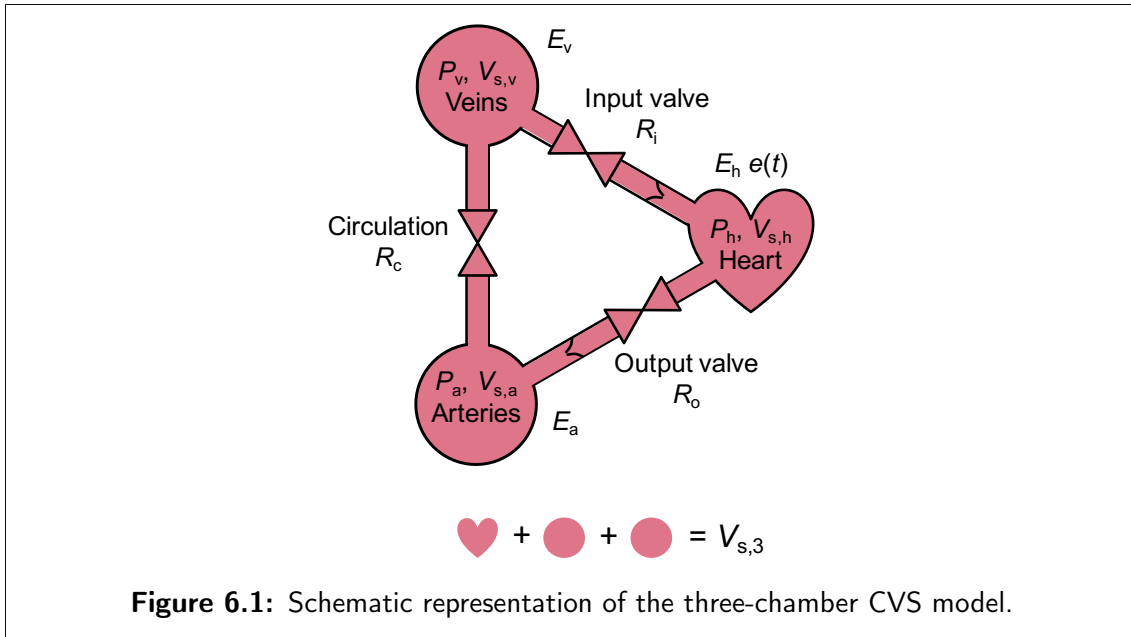 E_v
P_v, V_s,v
Veins
Input valve
R_i
E_h e(t)
P_h, V_s,h
Heart
Circulation
R_c
Output valve
R_o
P_a, V_s,a
Arteries
E_a
+ + = V_s,3
Figure 6.1: Schematic representation of the three-chamber CVS model.